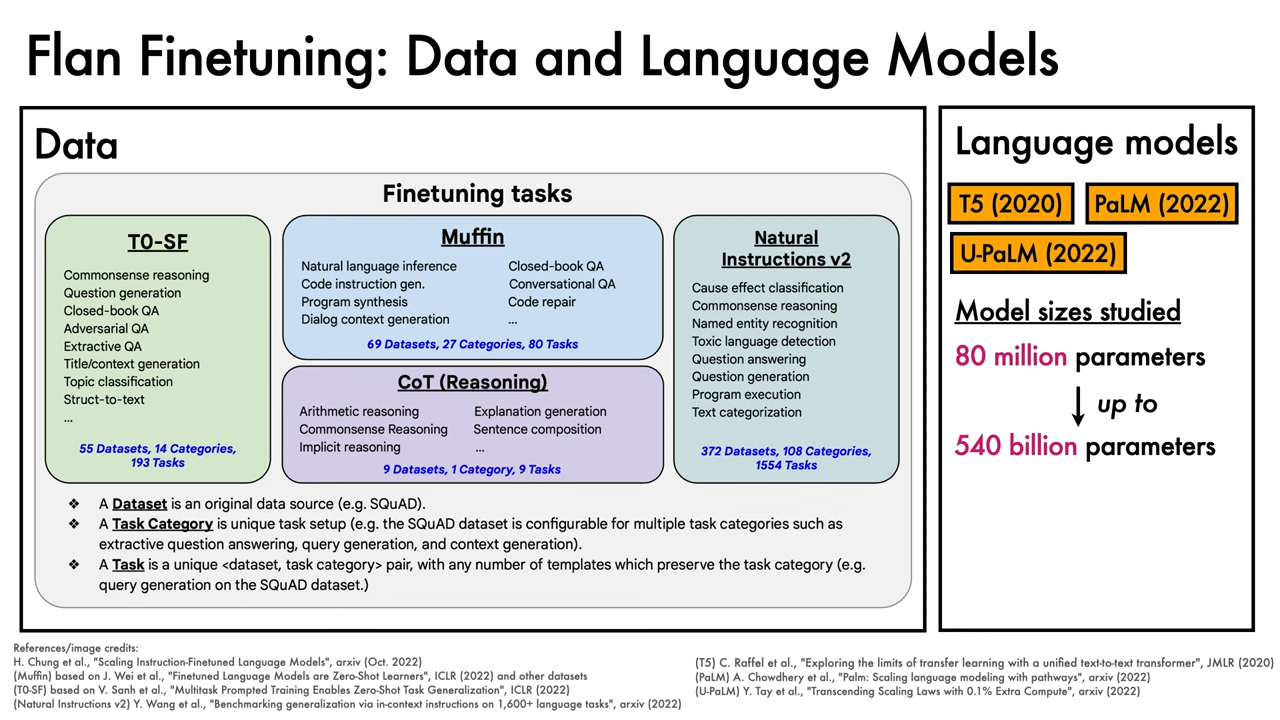 Flan Finetuning: Data and Language Models
Data
Finetuning tasks
T0-SF
Commonsense reasoning
Question generation
Closed-book QA
Adversarial QA
Extractive QA
Title/context generation
Topic classification
Struct-to-text
...
55 Datasets, 14 Categories,
193 Tasks
Muffin
Natural language inference
Code instruction gen.
Program synthesis
Dialog context generation
Closed-book QA
Conversational QA
Code repair
...
69 Datasets, 27 Categories, 80 Tasks
CoT (Reasoning)
Arithmetic reasoning
Commonsense Reasoning
Implicit reasoning
Explanation generation
Sentence composition
...
9 Datasets, 1 Category, 9 Tasks
Natural
Instructions v2
Cause effect classification
Commonsense reasoning
Named entity recognition
Toxic language detection
Question answering
Question generation
Program execution
Text categorization
372 Datasets, 108 Categories,
1554 Tasks
❖ A Dataset is an original data source (e.g. SQuAD).
❖ A Task Category is unique task setup (e.g. the SQuAD dataset is configurable for multiple task categories such as
extractive question answering, query generation, and context generation).
❖ A Task is a unique <dataset, task category> pair, with any number of templates which preserve the task category (e.g.
query generation on the SQuAD dataset.)
Language models
T5 (2020)
PaLM (2022)
U-PaLM (2022)
Model sizes studied
80 million parameters
up to
540 billion parameters
References/image credits:
H. Chung et al., "Scaling Instruction-Finetuned Language Models", arxiv (Oct. 2022)
(Muffin) based on J. Wei et al., "Finetuned Language Models are Zero-Shot Learners", ICLR (2022) and other datasets
(T0-SF) based on V. Sanh et al., "Multitask Prompted Training Enables Zero-Shot Task Generalization", ICLR (2022)
(Natural Instructions v2) Y. Wang et al., "Benchmarking generalization via in-context instructions on 1,600+ language tasks", arxiv (2022)
(T5) C. Raffel et al., "Exploring the limits of transfer learning with a unified text-to-text transformer", JMLR (2020)
(PaLM) A. Chowdhery et al., "Palm: Scaling language modeling with pathways", arxiv (2022)
(U-PaLM) Y. Tay et al., "Transcending Scaling Laws with 0.1% Extra Compute", arxiv (2022)